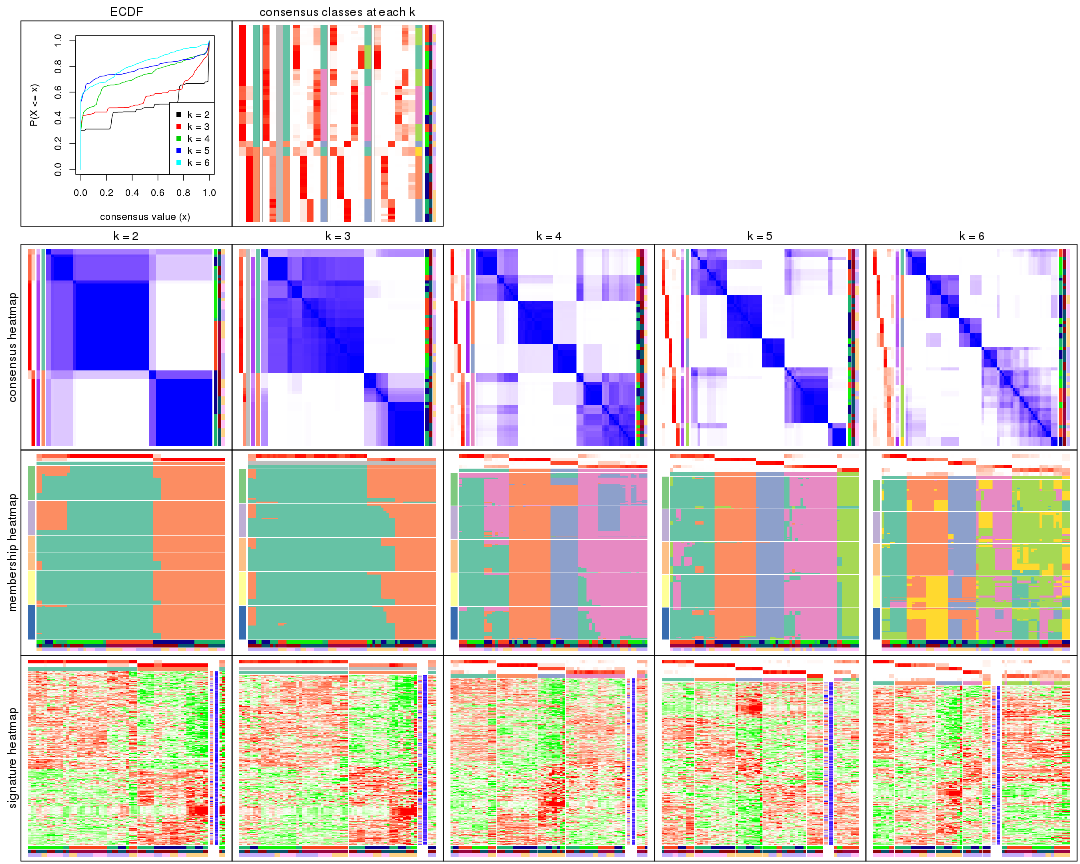 ECDF
consensus classes at each k
P(X <= x)
0.0
0.2
0.4
0.6
0.8
1.0
k = 2
k = 3
k = 4
k = 5
k = 6
0.0 0.2 0.4 0.6 0.8 1.0
consensus value (x)
k = 2
k = 3
k = 4
k = 5
k = 6
consensus heatmap
membership heatmap
signature heatmap